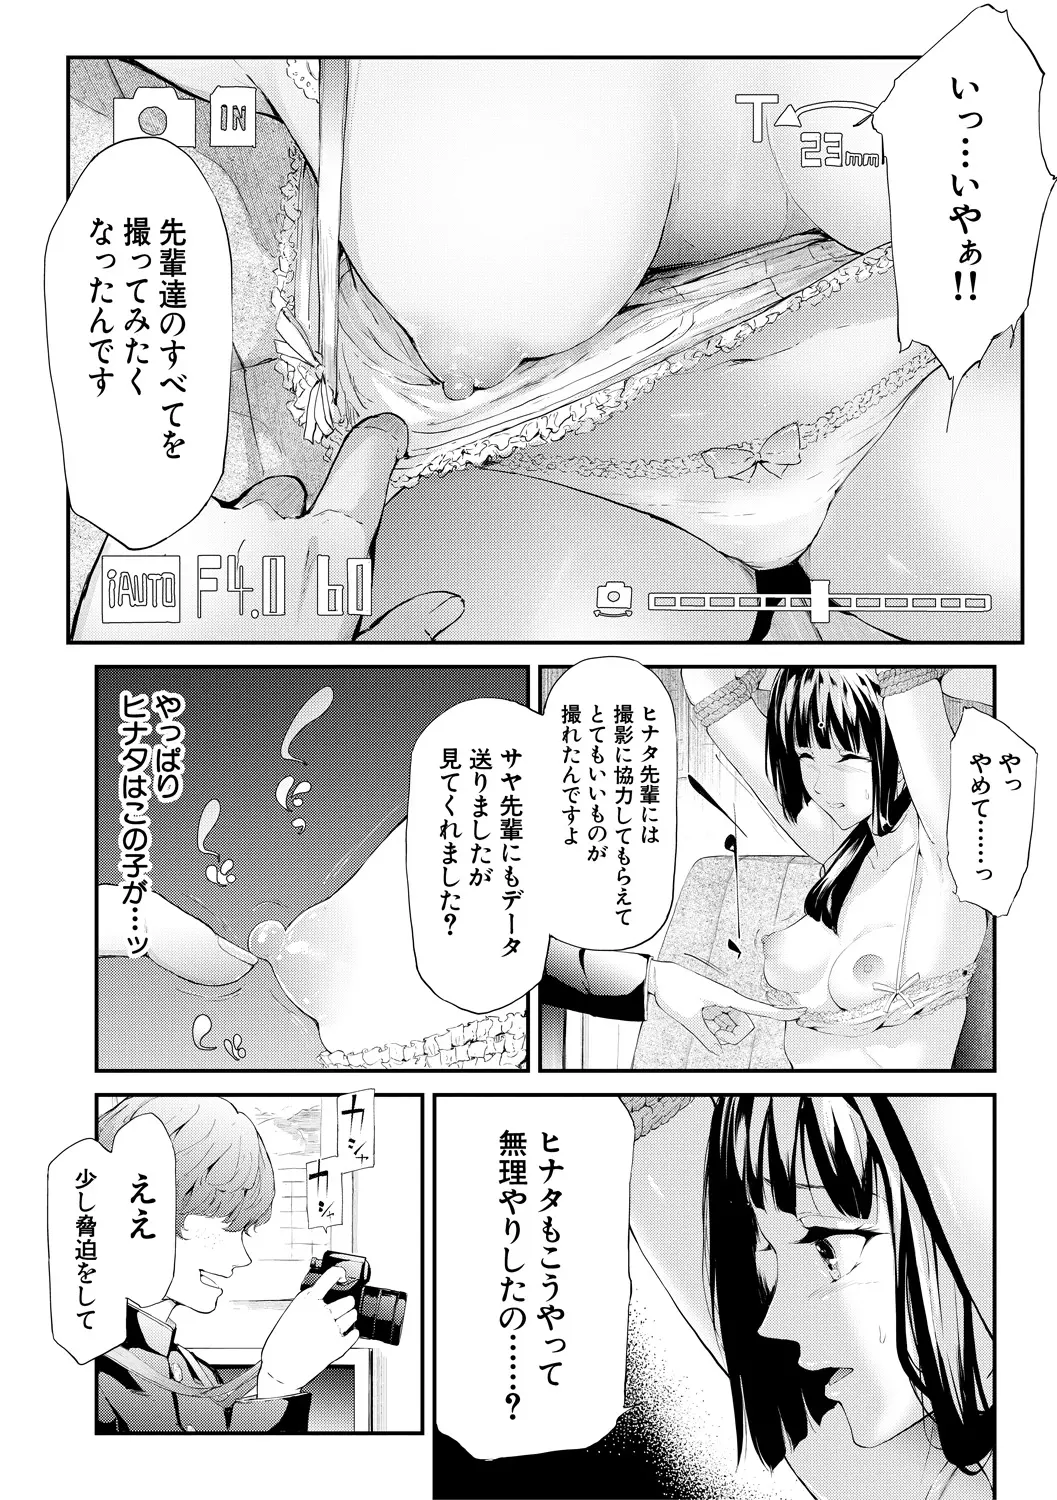 いっ…いやぁ!!
先輩達のすべてを
撮ってみたく
なったんです
IN
T
23mm
iAUTO
F4.0
60
やっ
やめて……っ
ヒナタ先輩には
撮影に協力してもらえて
とてもいいものが
撮れたんですよ
サヤ先輩にもデータ
送りましたが
見てくれました?
やっぱり
ヒナタはこの子が…ッ
ヒナタもこうやって
無理やりしたの……?
カシャ
カシャ
ええ
少し脅迫をして